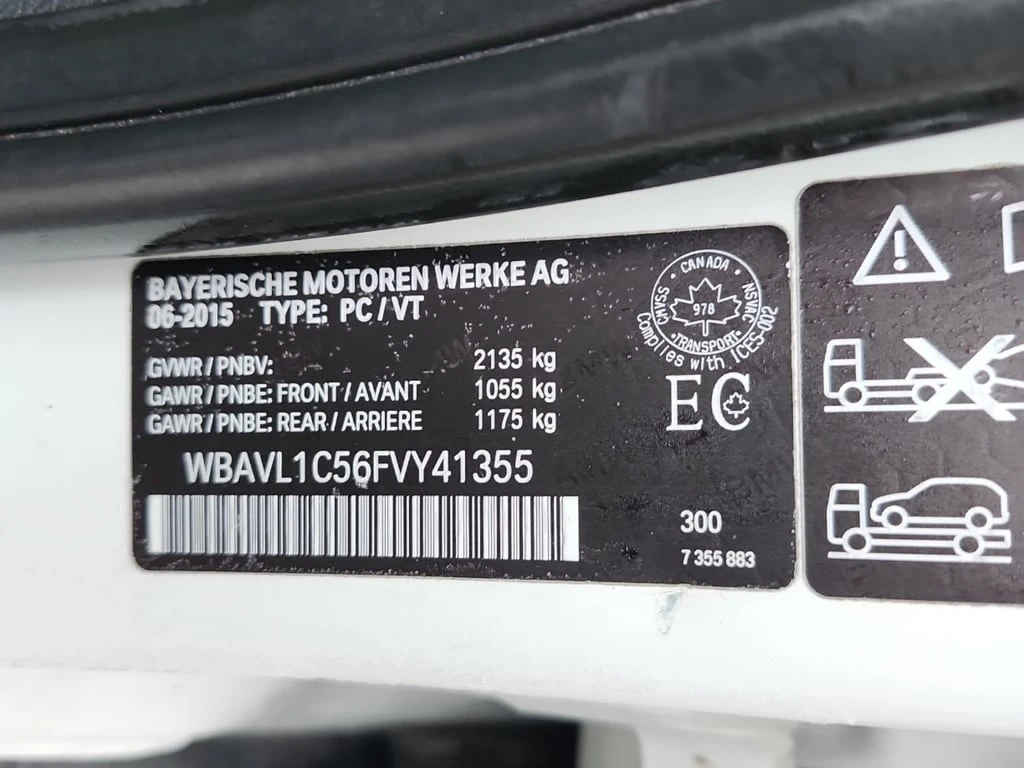 BAYERISCHE MOTOREN WERKE AG
06-2015 TYPE: PC/VT
GVWR/PNBV: 2135 kg
GAWR/PNBE: FRONT/AVANT 1055 kg
GAWR/PNBE: REAR/ARRIERE 1175 kg
WBAVL1C56FVY41355
CANADA
CMVSS
NSVAC
978
TRANSPORT
Complies with ICES-002
EC
300
7 355 883
!